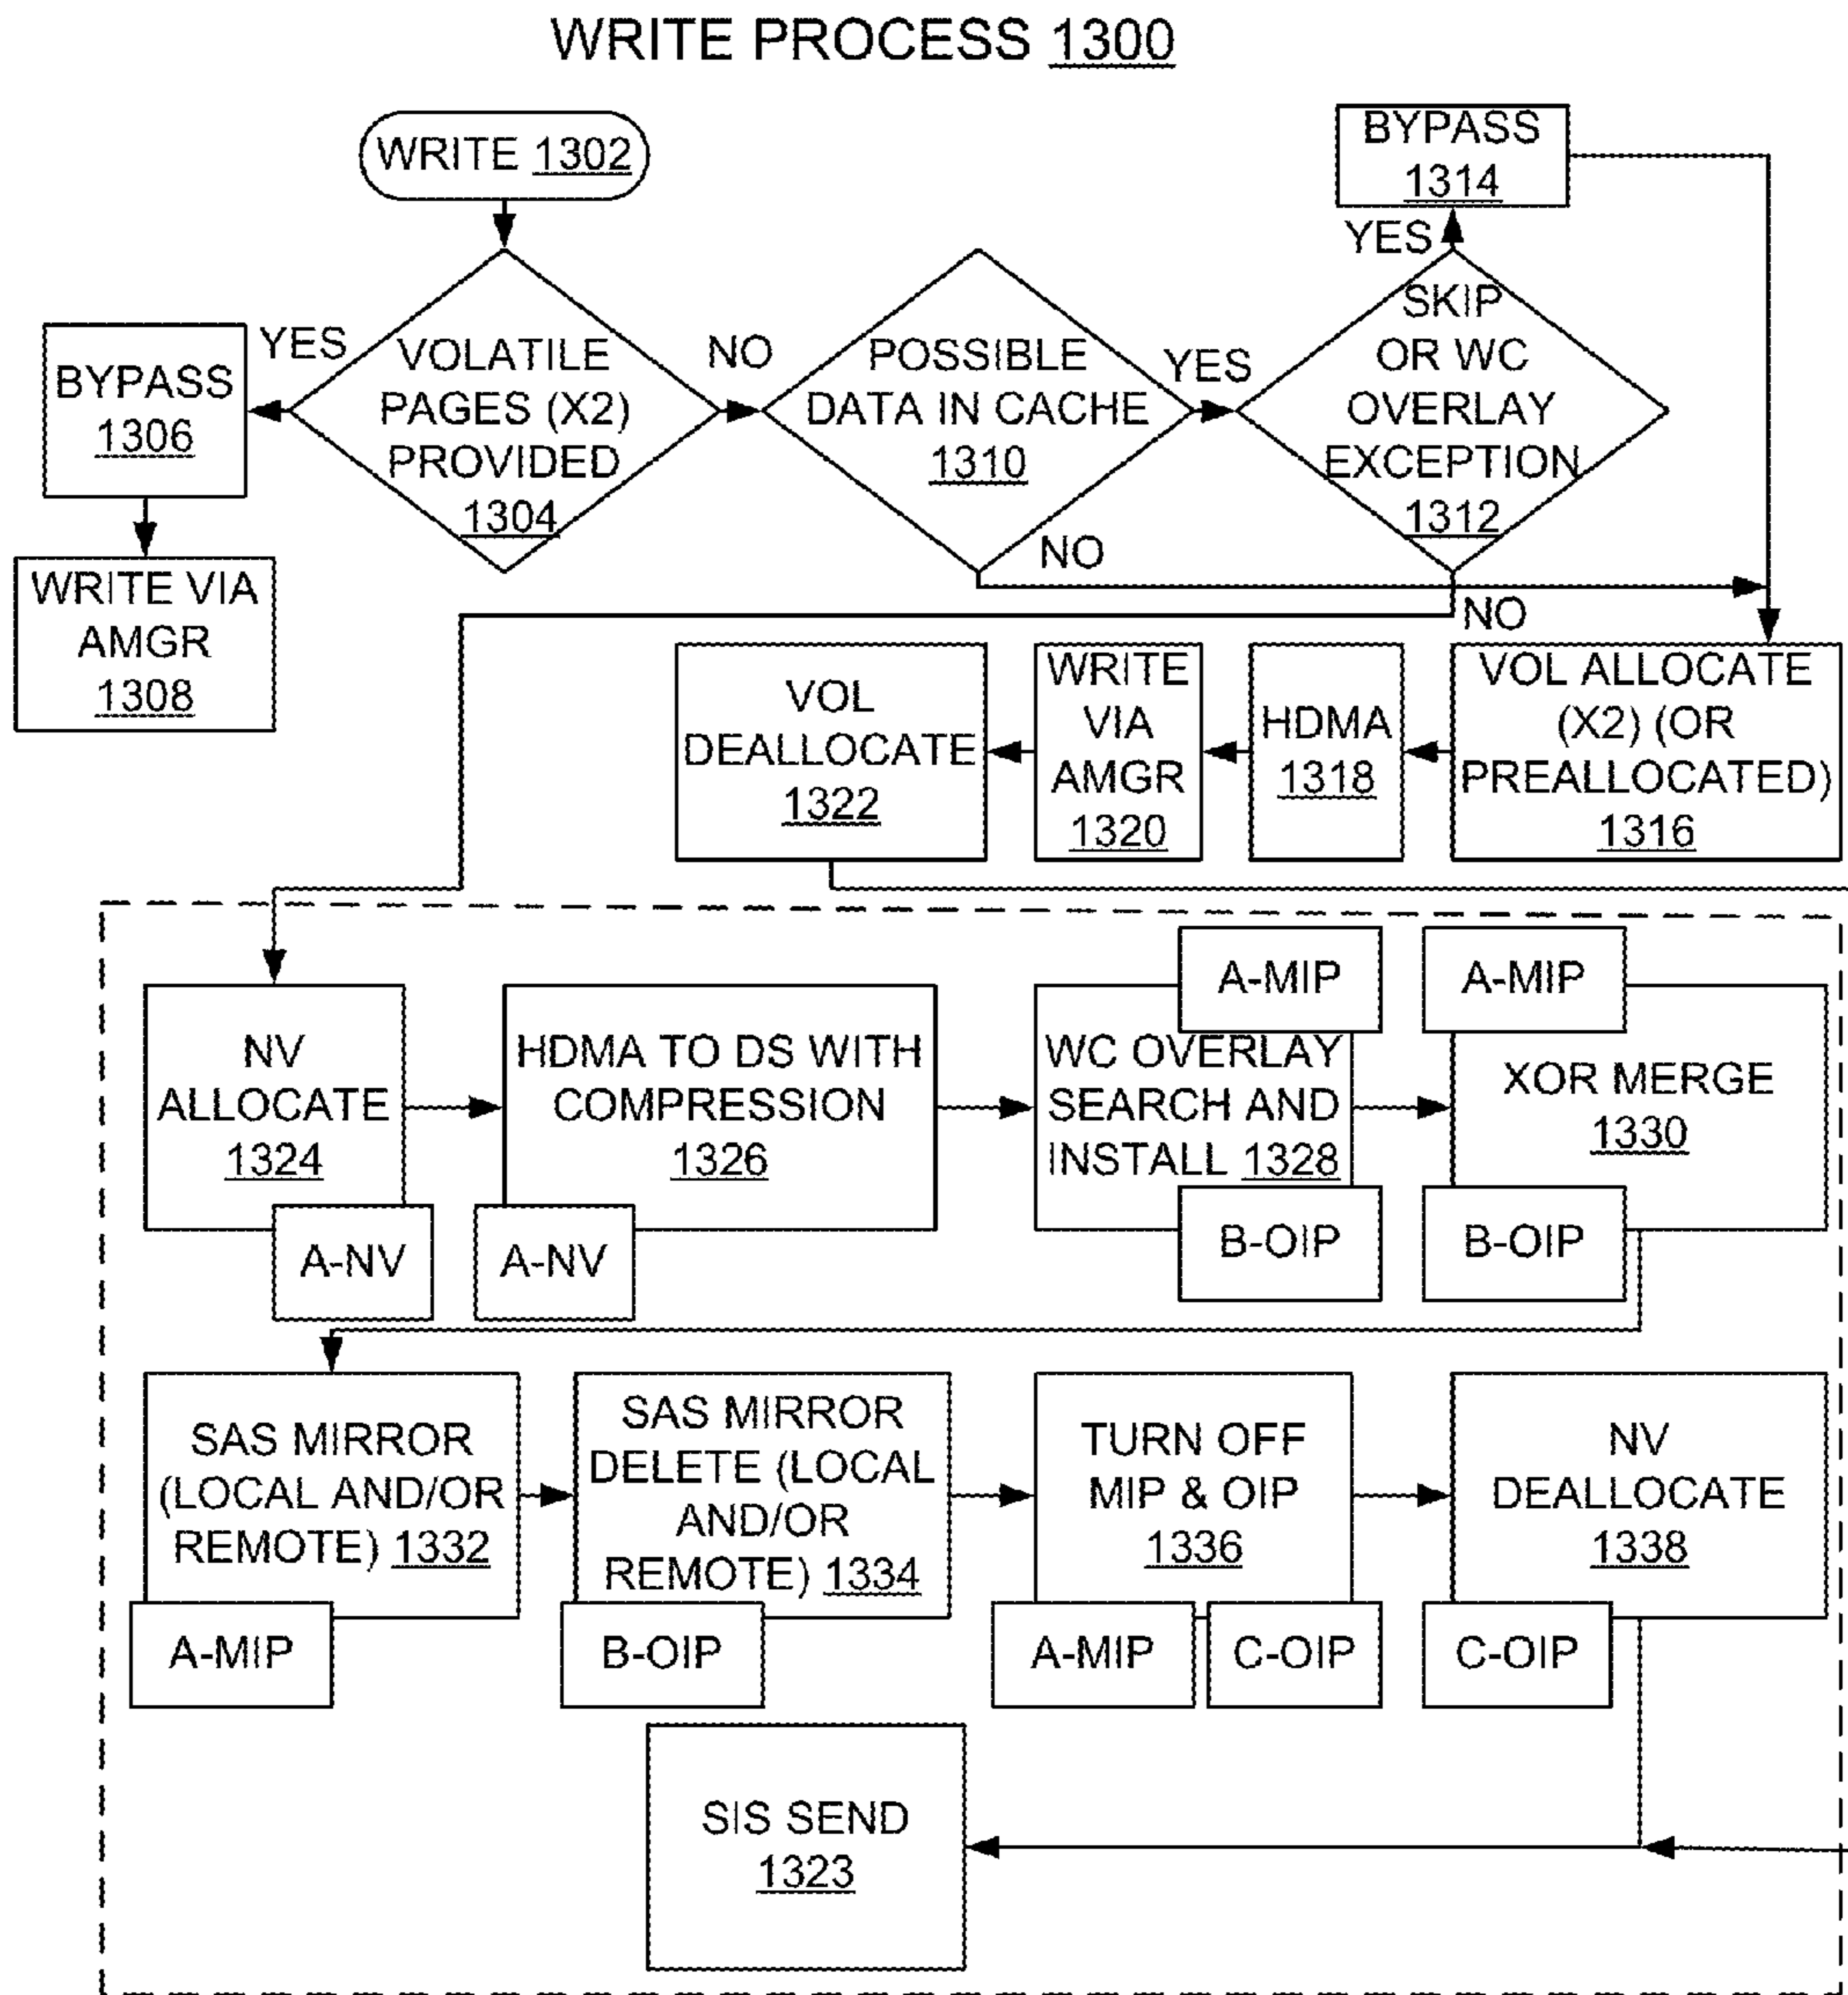 WRITE PROCESS 1300
WRITE 1302
BYPASS
1314
YES
SKIP
OR WC
OVERLAY
EXCEPTION
1312
YES
VOLATILE
PAGES (X2)
PROVIDED
1304
NO
POSSIBLE
DATA IN CACHE
1310
YES
BYPASS
1306
WRITE VIA
AMGR
1308
NO
NO
VOL
DEALLOCATE
1322
WRITE
VIA
AMGR
1320
HDMA
1318
VOL ALLOCATE
(X2) (OR
PREALLOCATED)
1316
NV
ALLOCATE
1324
A-NV
HDMA TO DS WITH
COMPRESSION
1326
A-NV
A-MIP
WC OVERLAY
SEARCH AND
INSTALL 1328
B-OIP
A-MIP
XOR MERGE
1330
B-OIP
SAS MIRROR
(LOCAL AND/OR
REMOTE) 1332
A-MIP
SAS MIRROR
DELETE (LOCAL
AND/OR
REMOTE) 1334
B-OIP
TURN OFF
MIP & OIP
1336
A-MIP
C-OIP
NV
DEALLOCATE
1338
C-OIP
SIS SEND
1323